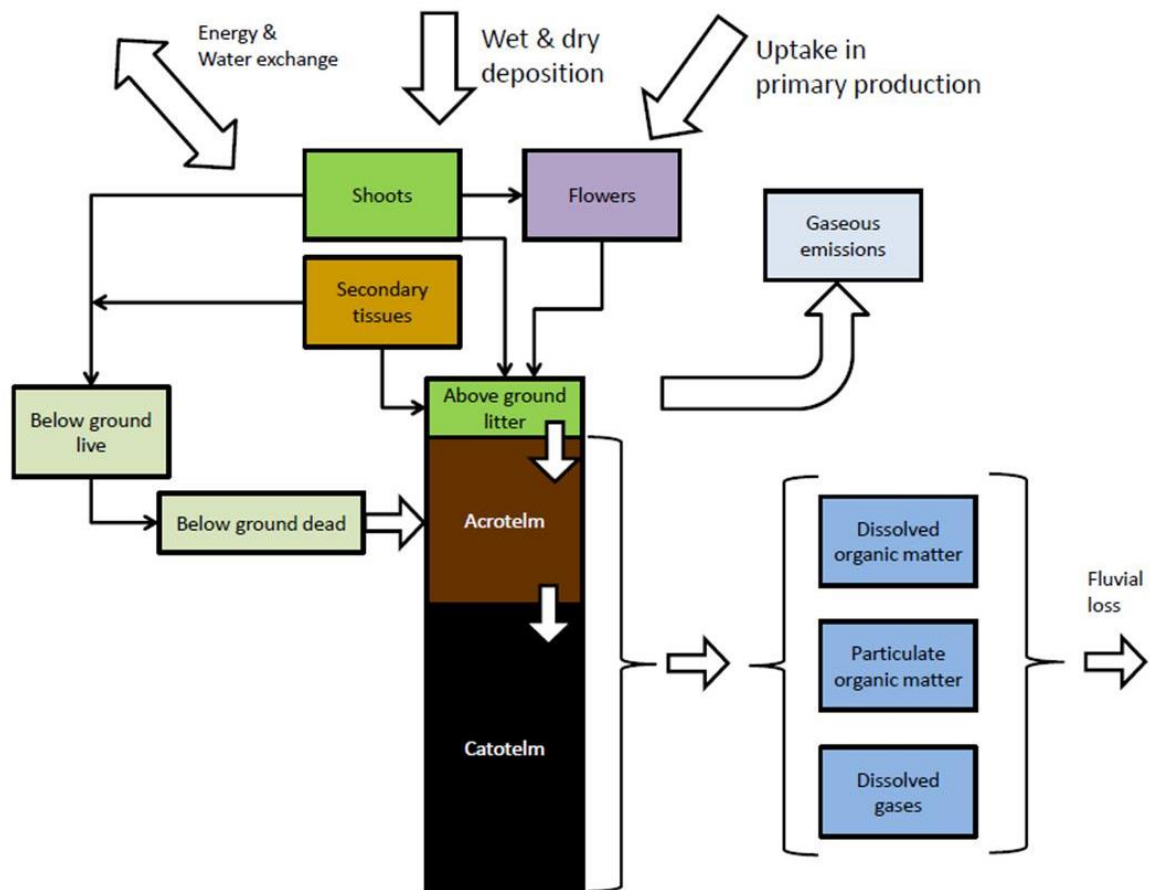 Energy &
Water exchange
Wet & dry
deposition
Uptake in
primary production
Shoots
Flowers
Gaseous
emissions
Secondary
tissues
Above ground
litter
Below ground
live
Below ground dead
Acrotelm
Dissolved
organic matter
Fluvial
loss
Particulate
organic matter
Catotelm
Dissolved
gases